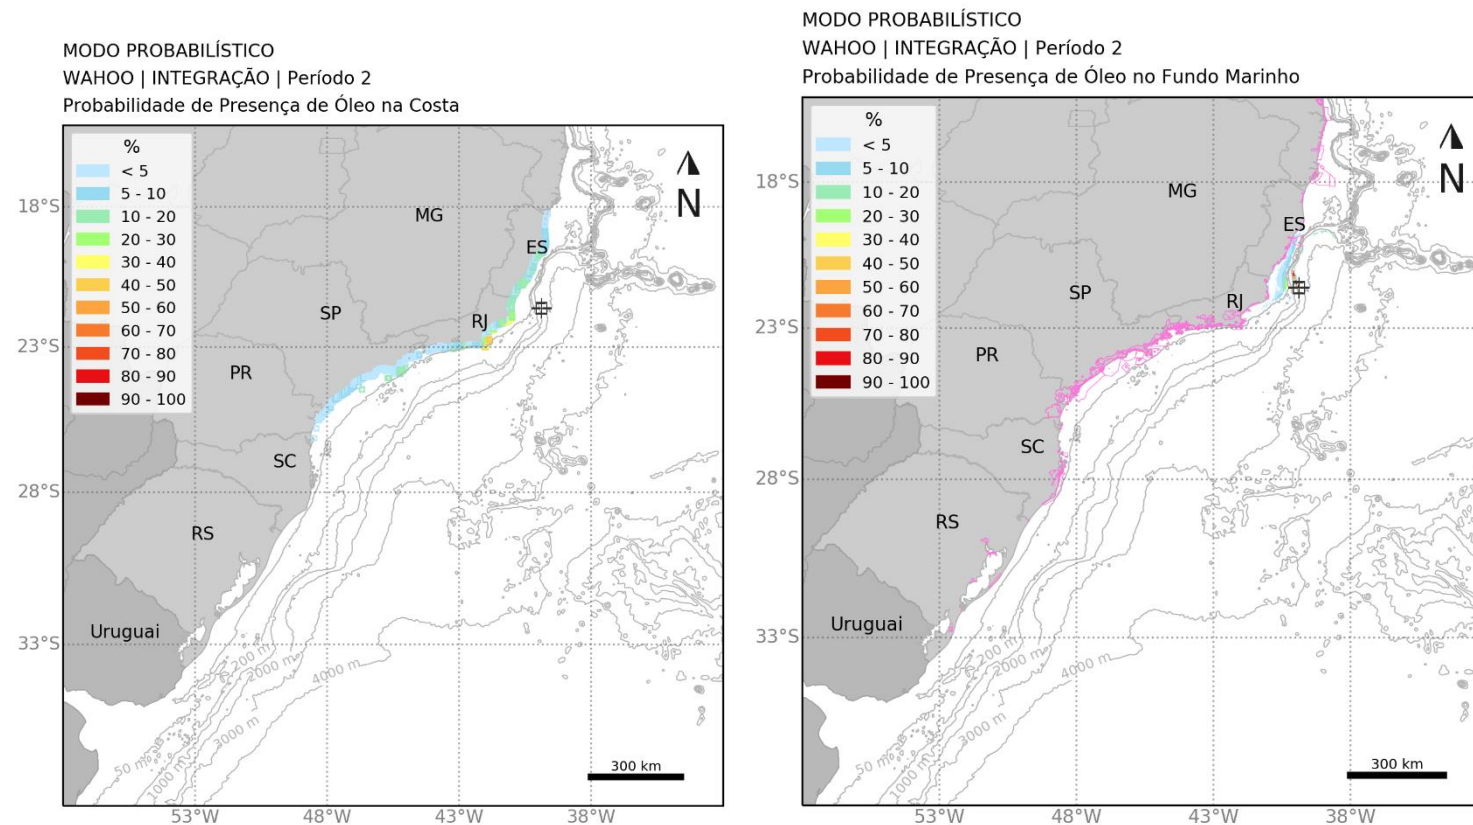 MODO PROBABILÍSTICO
WAHOO | INTEGRAÇÃO | Período 2
Probabilidade de Presença de Óleo na Costa
%
< 5
5 - 10
10 - 20
20 - 30
30 - 40
40 - 50
50 - 60
60 - 70
70 - 80
80 - 90
90 - 100
N
MG
ES
SP
RJ
PR
SC
RS
Uruguai
18°S
23°S
28°S
33°S
200 m
2000 m
4000 m
3000 m
50 m
1000 m
300 km
53°W
48°W
43°W
38°W
MODO PROBABILÍSTICO
WAHOO | INTEGRAÇÃO | Período 2
Probabilidade de Presença de Óleo no Fundo Marinho
%
< 5
5 - 10
10 - 20
20 - 30
30 - 40
40 - 50
50 - 60
60 - 70
70 - 80
80 - 90
90 - 100
N
MG
ES
SP
RJ
PR
SC
RS
Uruguai
18°S
23°S
28°S
33°S
200 m
2000 m
4000 m
3000 m
50 m
1000 m
300 km
53°W
48°W
43°W
38°W